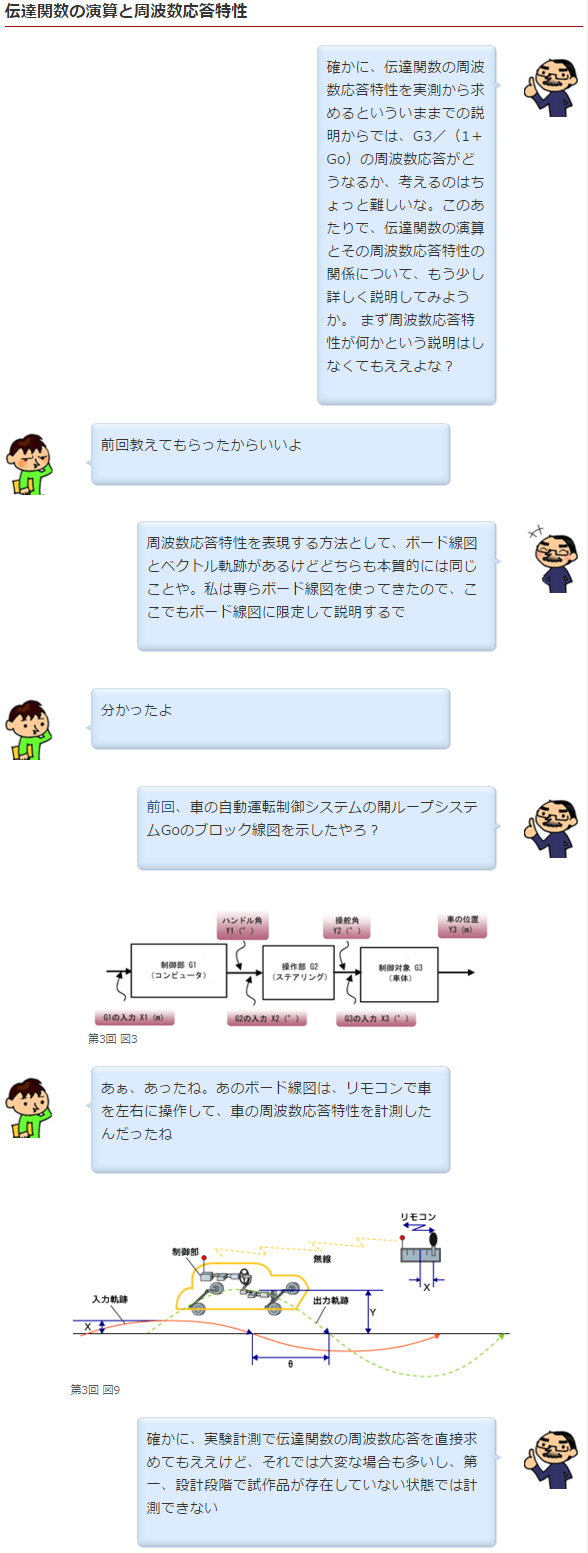 伝達関数の演算と周波数応答特性
確かに、伝達関数の周波
数応答特性を実測から求
めるといういままでの説
明からでは、G3／（1＋
Go）の周波数応答がど
うなるか、考えるのはち
ょっと難しいな。このあ
たりで、伝達関数の演算
とその周波数応答特性の
関係について、もう少し
詳しく説明してみよう
か。 まず周波数応答特
性が何かという説明はし
なくてもええよな？
前回教えてもらったからいいよ
周波数応答特性を表現する方法として、ボード線図
とベクトル軌跡があるけどどちらも本質的には同じ
ことや。私は専らボード線図を使ってきたので、こ
こでもボード線図に限定して説明するで
分かったよ
前回、車の自動運転制御システムの開ループシステ
ムGoのブロック線図を示したやろ？
ハンドル角
Y1（°）
操舵角
Y2（°）
車の位置
Y3（m）
制御部 G1
（コンピュータ）
操作部 G2
（ステアリング）
制御対象 G3
（車体）
G1の入力 X1（m）
G2の入力 X2（°）
G3の入力 X3（°）
第3回 図3
あぁ、あったね。あのボード線図は、リモコンで車
を左右に操作して、車の周波数応答特性を計測した
んだったね
リモコン
制御部
無線
X
入力軌跡
出力軌跡
Y
X
θ
第3回 図9
確かに、実験計測で伝達関数の周波数応答を直接求
めてもええけど、それでは大変な場合も多いし、第
一、設計段階で試作品が存在していない状態では計
測できない